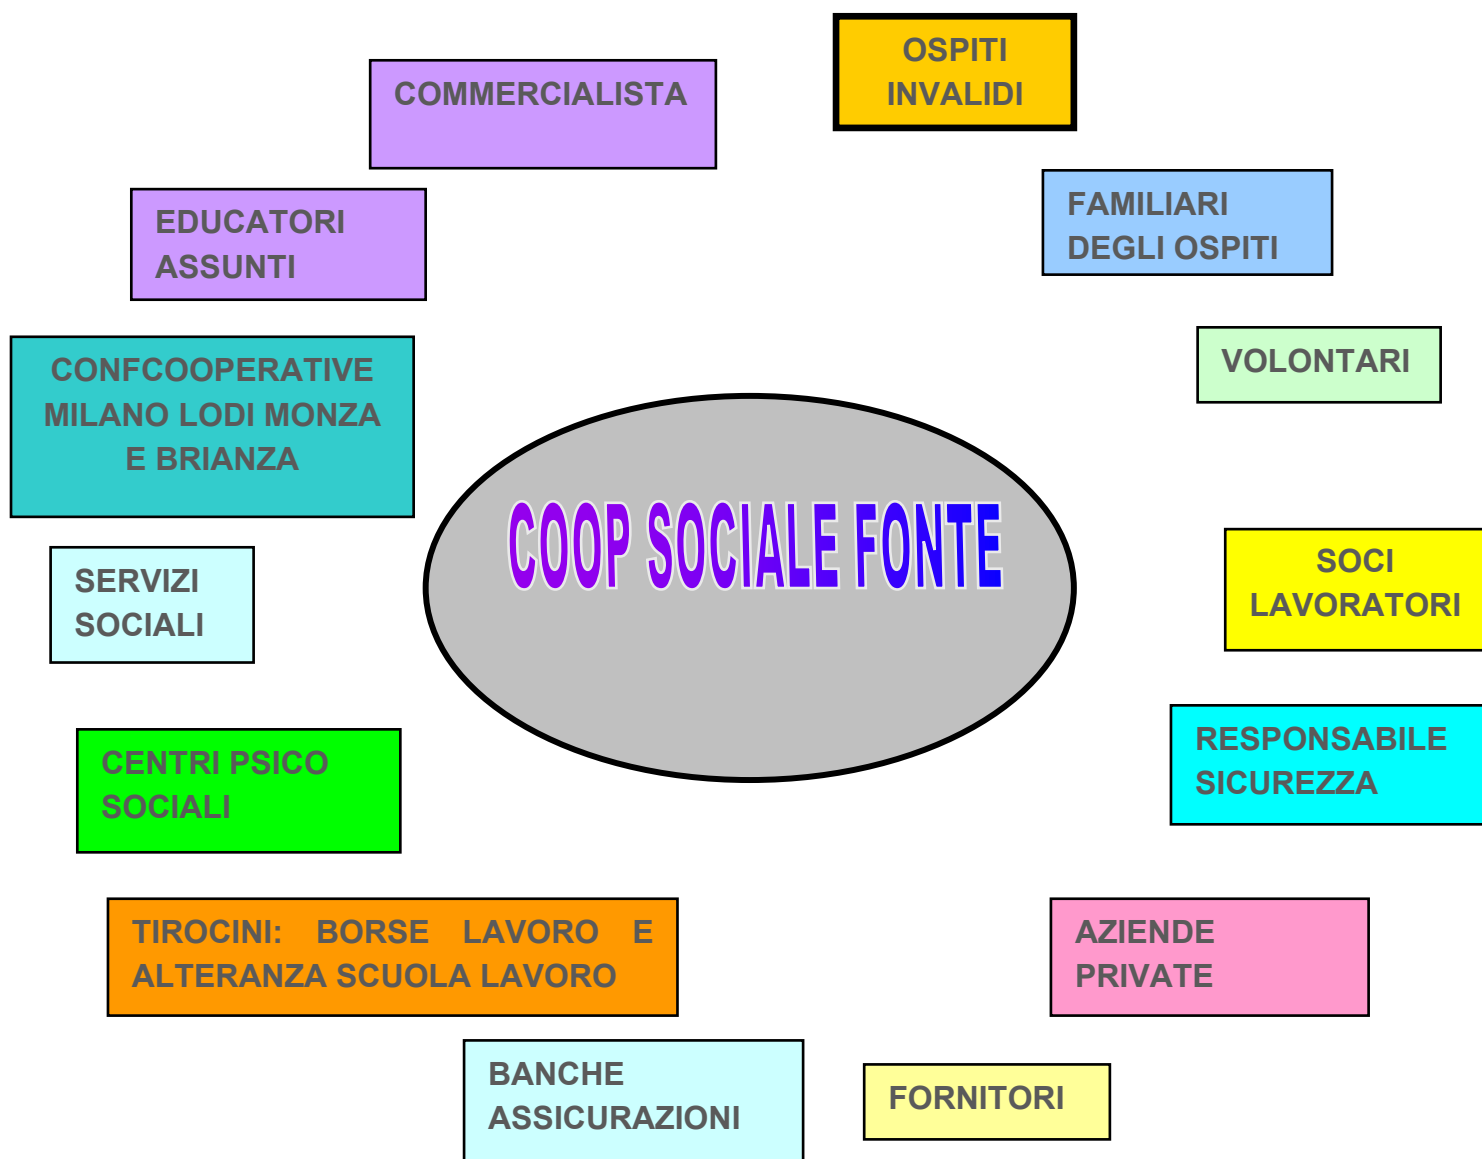 OSPITI
INVALIDI
COMMERCIALISTA
FAMILIARI
DEGLI OSPITI
EDUCATORI
ASSUNTI
VOLONTARI
CONFCOOPERATIVE
MILANO LODI MONZA
E BRIANZA
COOP SOCIALE FONTE
SOCI
LAVORATORI
SERVIZI
SOCIALI
RESPONSABILE
SICUREZZA
CENTRI PSICO
SOCIALI
TIROCINI: BORSE LAVORO E
ALTERANZA SCUOLA LAVORO
AZIENDE
PRIVATE
BANCHE
ASSICURAZIONI
FORNITORI